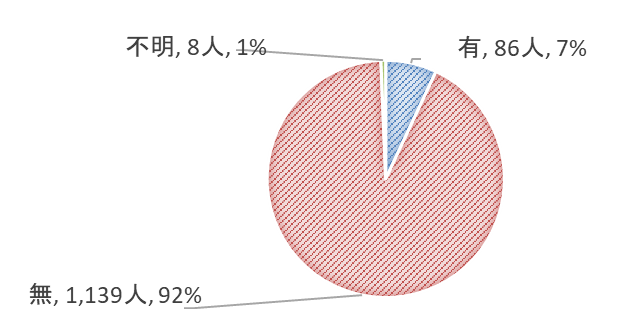 不明, 8人, 1%
有, 86人, 7%
無, 1,139人, 92%